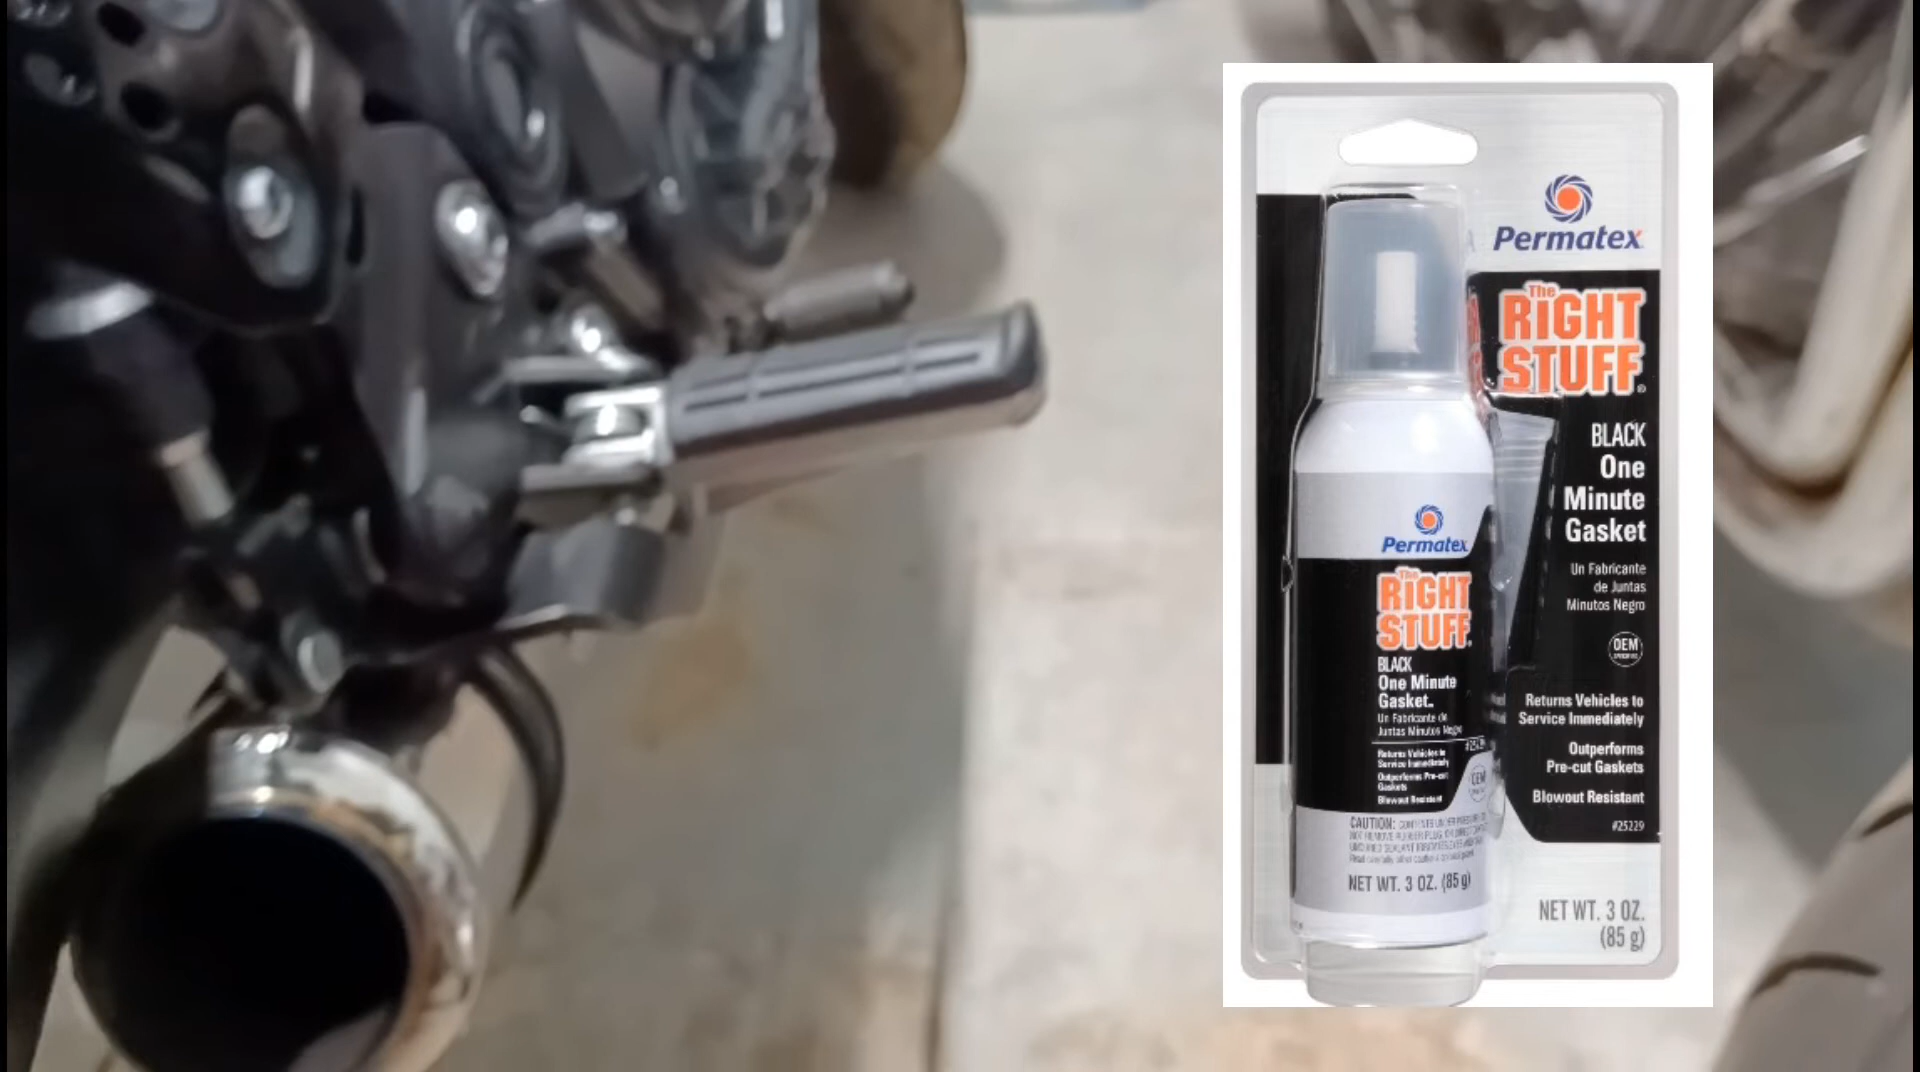 Permatex
The
RIGHT
STUFF
BLACK
One
Minute
Gasket
Un Fabricante
de Juntas
Minutos Negro
OEM
Returns Vehicles to
Service Immediately
Outperforms
Pre-cut Gaskets
Blowout Resistant
#25229
NET WT. 3 OZ.
(85 g)
Permatex
The
RIGHT
STUFF
BLACK
One Minute
Gasket
Un Fabricante de
Juntas Minutos Negro
#25229
Returns Vehicles to
Service Immediately
Outperforms Pre-cut
Gaskets
Blowout Resistant
OEM
CAUTION: CONTENTS UNDER
NET WT. 3 OZ. (85 g)